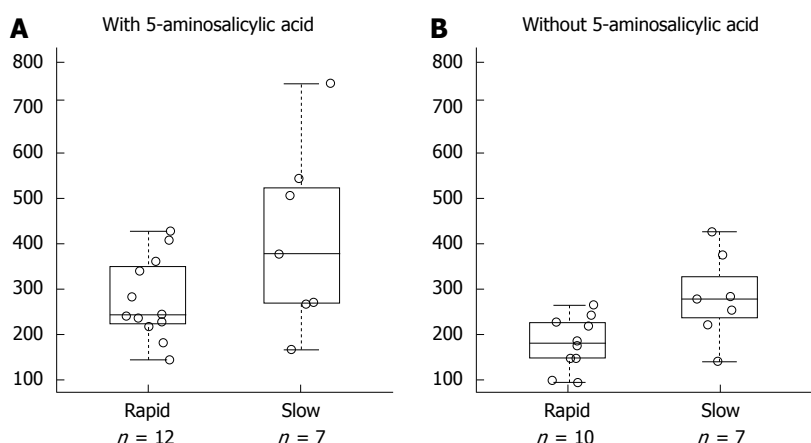 A
With 5-aminosalicylic acid
800
700
600
500
400
300
200
100
Rapid
Slow
n = 12
n = 7
B
Without 5-aminosalicylic acid
800
700
600
500
400
300
200
100
Rapid
Slow
n = 10
n = 7